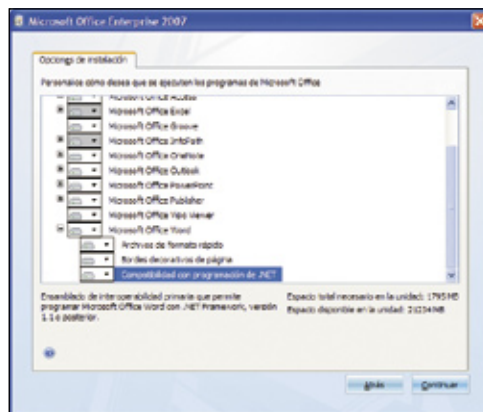 Microsoft Office Enterprise 2007
Opciones de instalación
Personalice cómo desea que se ejecuten los programas de Microsoft Office
Microsoft Office Access
Microsoft Office Excel
Microsoft Office Groove
Microsoft Office InfoPath
Microsoft Office OneNote
Microsoft Office Outlook
Microsoft Office PowerPoint
Microsoft Office Publisher
Microsoft Office Visio Viewer
Microsoft Office Word
Archivos de formato rápido
Bordes decorativos de página
Compatibilidad con programación de .NET
Ensamblado de interoperabilidad primaria que permite
programar Microsoft Office Word con .NET Framework, versión
1.1 o posterior.
Espacio total necesario en la unidad: 1795 MB
Espacio disponible en la unidad: 21234 MB
Atrás
Continuar